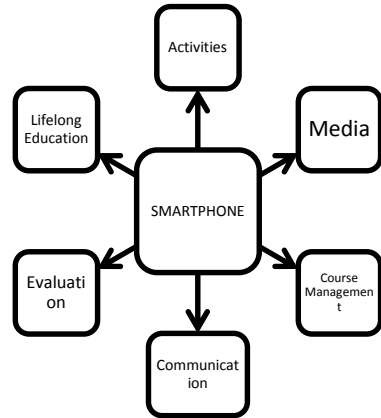 Activities
Lifelong
Education
Media
SMARTPHONE
Evaluati
on
Course
Managemen
t
Communicat
ion